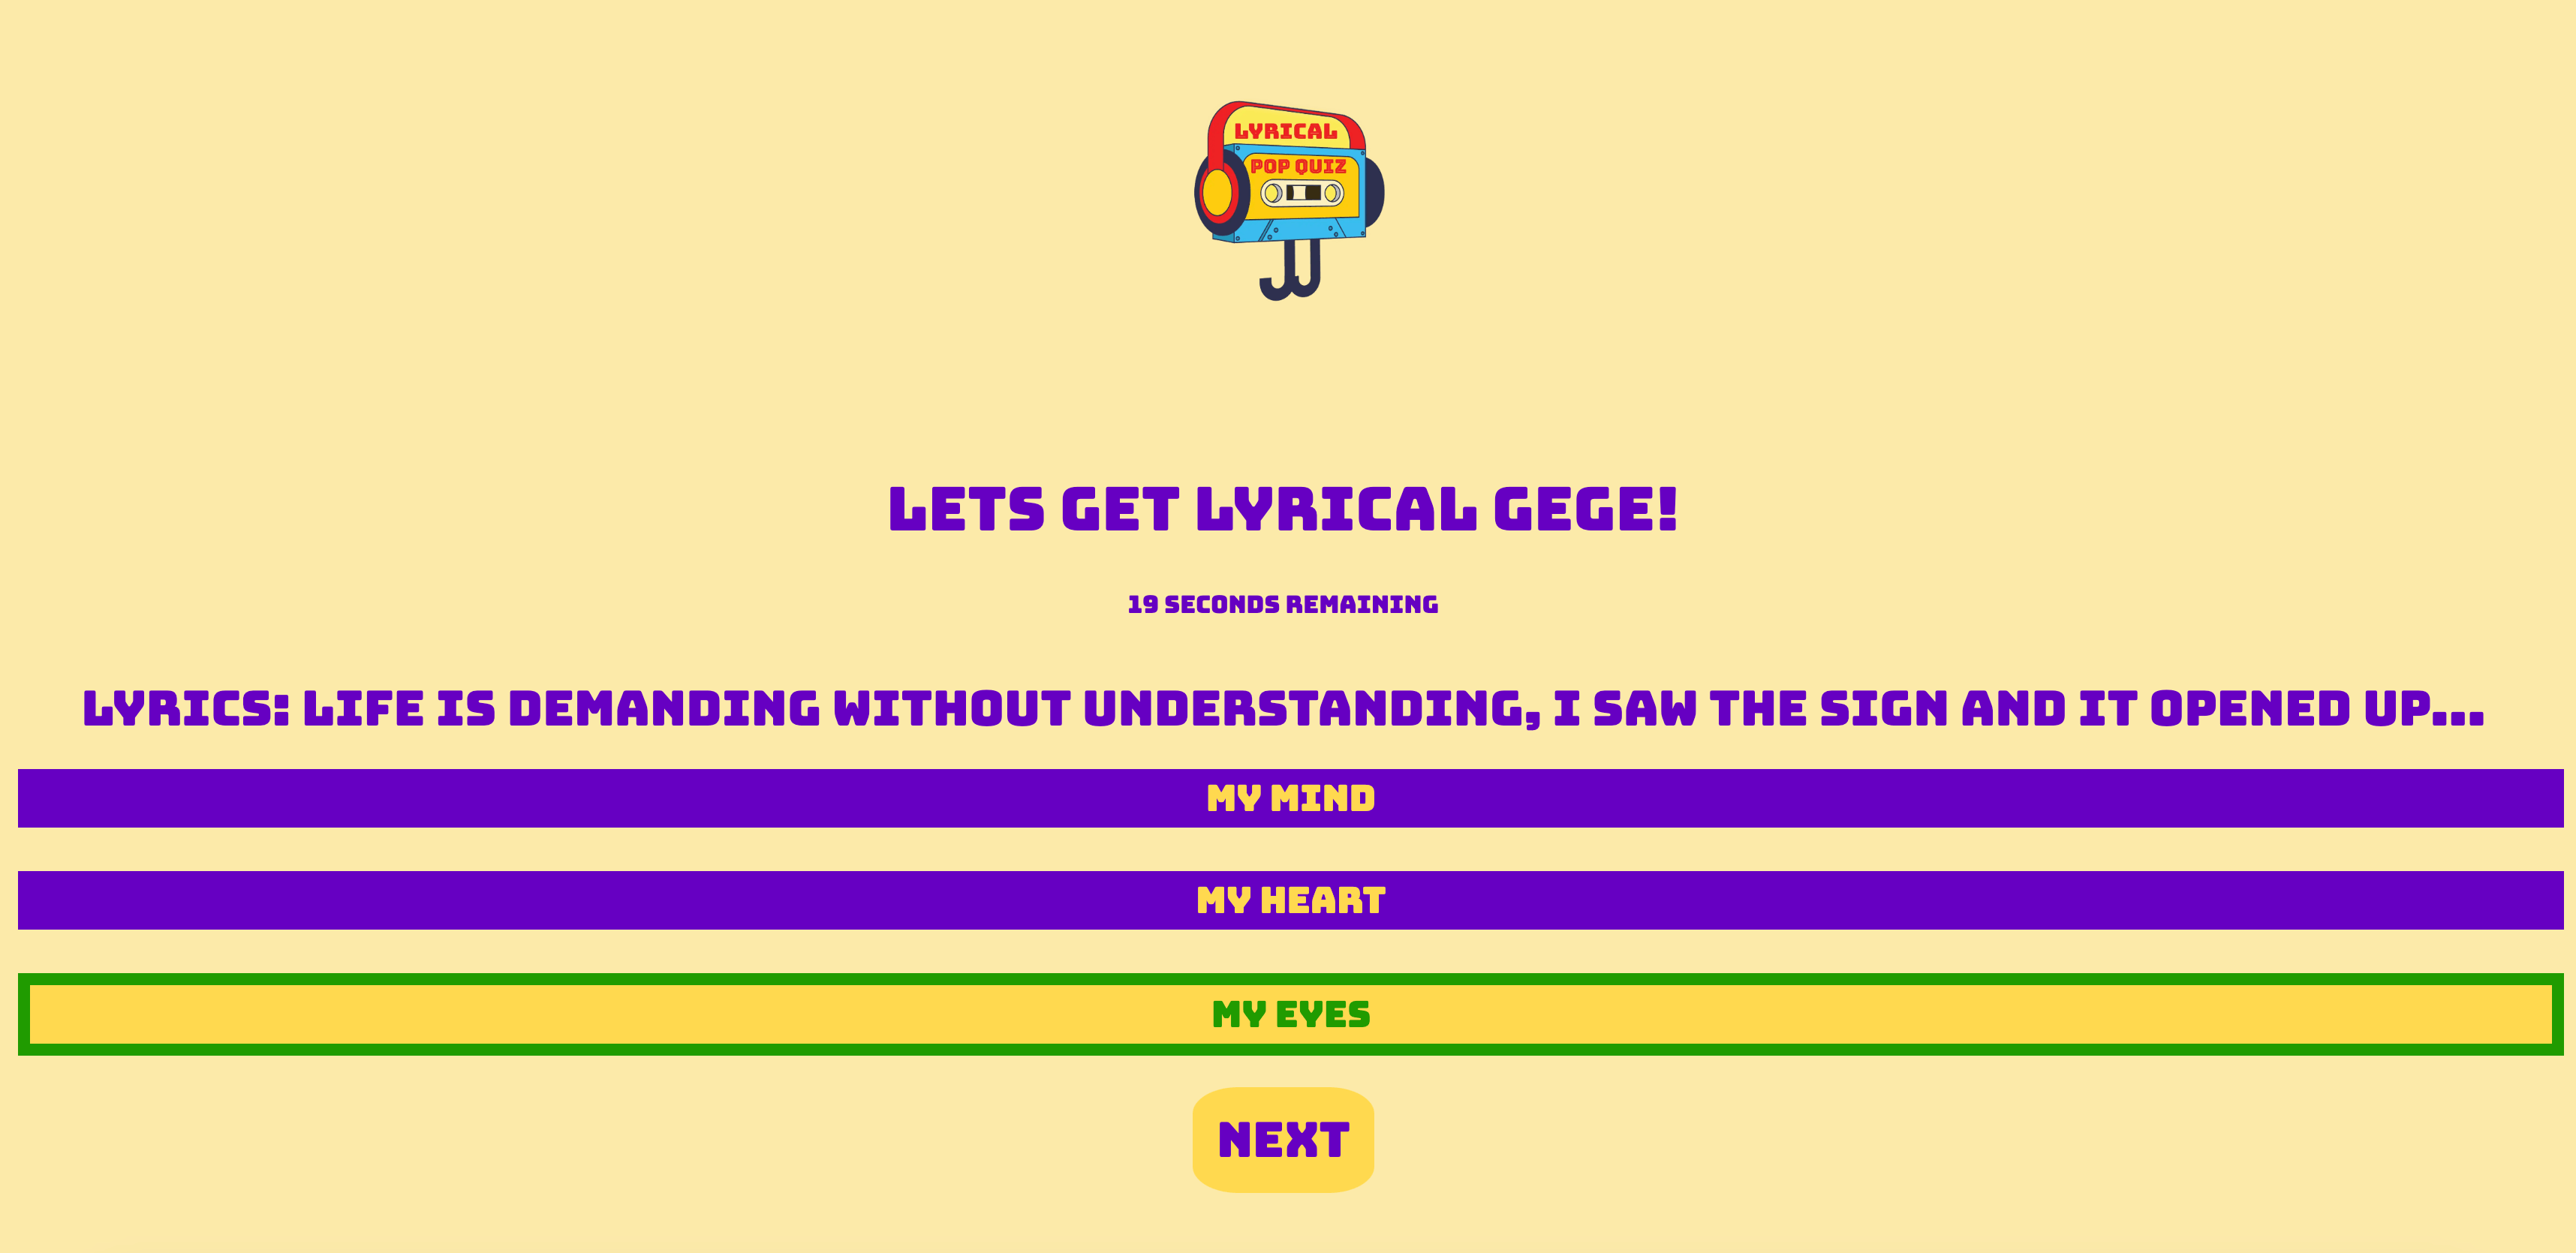 LYRICAL
POP QUIZ
LETS GET LYRICAL GEGE!
19 SECONDS REMAINING
LYRICS: LIFE IS DEMANDING WITHOUT UNDERSTANDING, I SAW THE SIGN AND IT OPENED UP...
MY MIND
MY HEART
MY EYES
NEXT